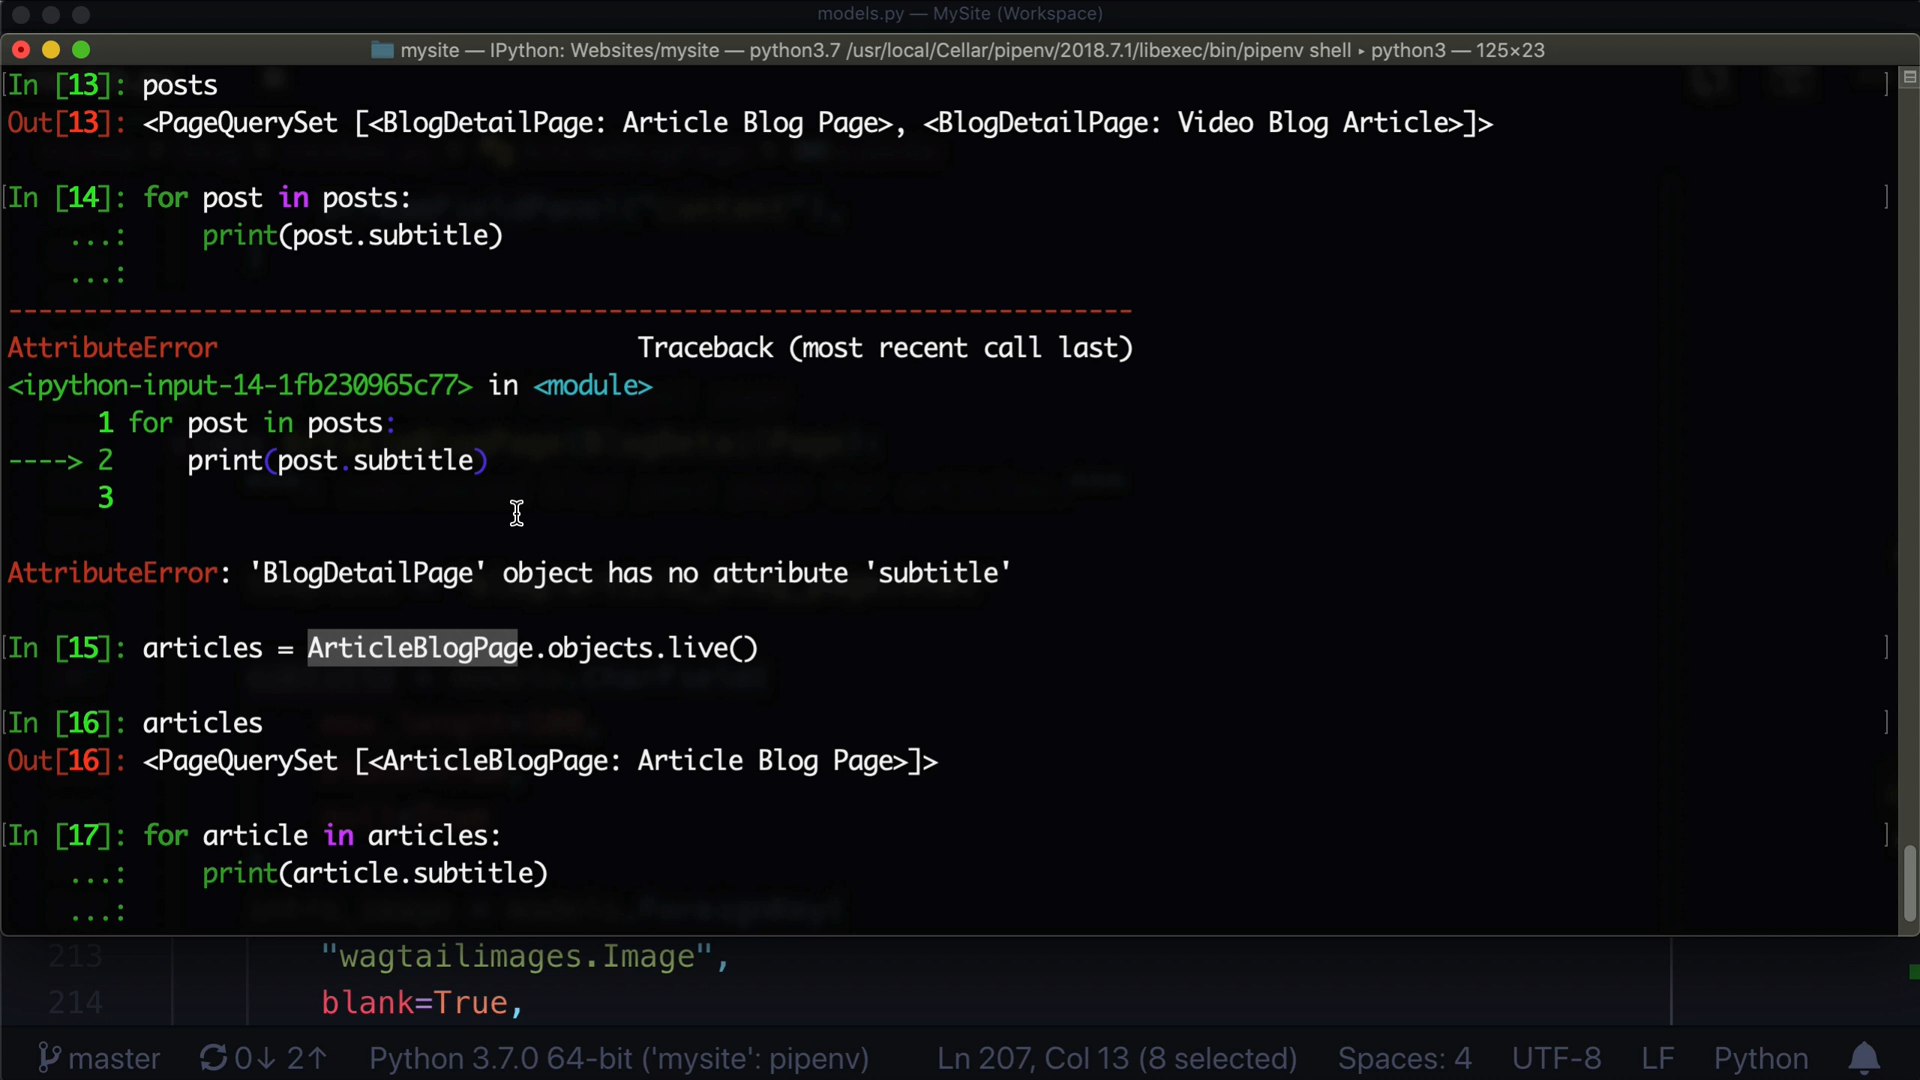 models.py — MySite (Workspace)
mysite — IPython: Websites/mysite — python3.7 /usr/local/Cellar/pipenv/2018.7.1/libexec/bin/pipenv shell ▸ python3 — 125×23
In [13]: posts
Out[13]: <PageQuerySet [<BlogDetailPage: Article Blog Page>, <BlogDetailPage: Video Blog Article>]>
In [14]: for post in posts:
...:     print(post.subtitle)
...:
---------------------------------------------------------------------------
AttributeError                            Traceback (most recent call last)
<ipython-input-14-1fb230965c77> in <module>
1 for post in posts:
----> 2     print(post.subtitle)
3
AttributeError: 'BlogDetailPage' object has no attribute 'subtitle'
In [15]: articles = ArticleBlogPage.objects.live()
In [16]: articles
Out[16]: <PageQuerySet [<ArticleBlogPage: Article Blog Page>]>
In [17]: for article in articles:
...:     print(article.subtitle)
...:
213 "wagtailimages.Image",
214 blank=True,
master 0↓ 2↑ Python 3.7.0 64-bit ('mysite': pipenv) Ln 207, Col 13 (8 selected) Spaces: 4 UTF-8 LF Python